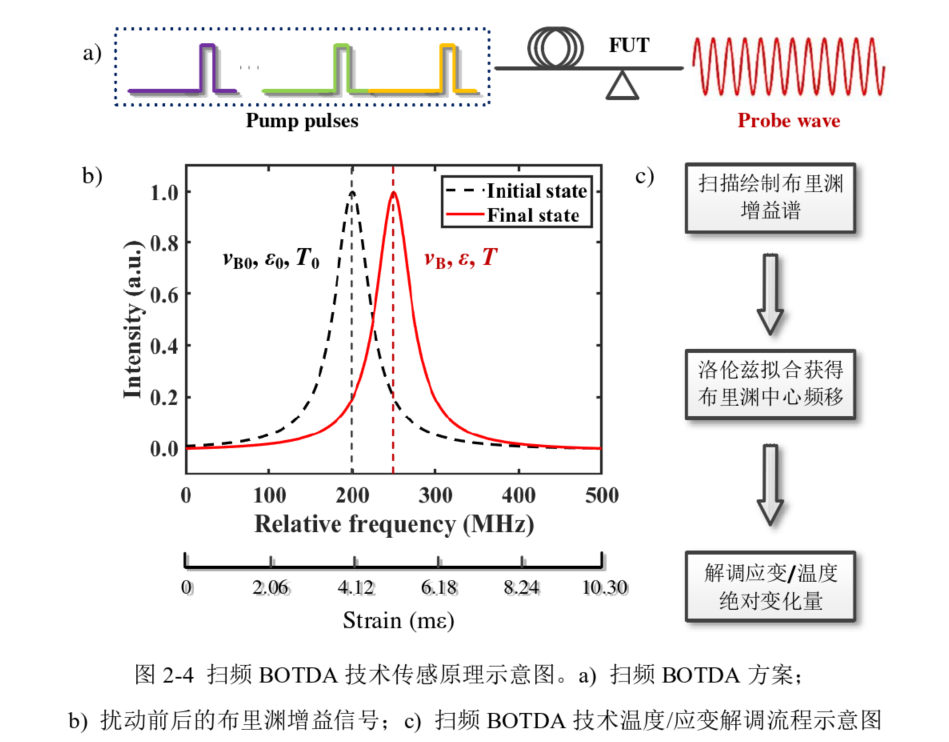 a)
FUT
Pump pulses
Probe wave
b)
Initial state
Final state
νB0, ε0, T0
νB, ε, T
Intensity (a.u.)
1.0
0.8
0.6
0.4
0.2
0.0
0 100 200 300 400 500
Relative frequency (MHz)
0 2.06 4.12 6.18 8.24 10.30
Strain (mε)
c)
扫描绘制布里渊
增益谱
洛伦兹拟合获得
布里渊中心频移
解调应变/温度
绝对变化量
图 2-4 扫频 BOTDA 技术传感原理示意图。a) 扫频 BOTDA 方案；
b) 扰动前后的布里渊增益信号；c) 扫频 BOTDA 技术温度/应变解调流程示意图